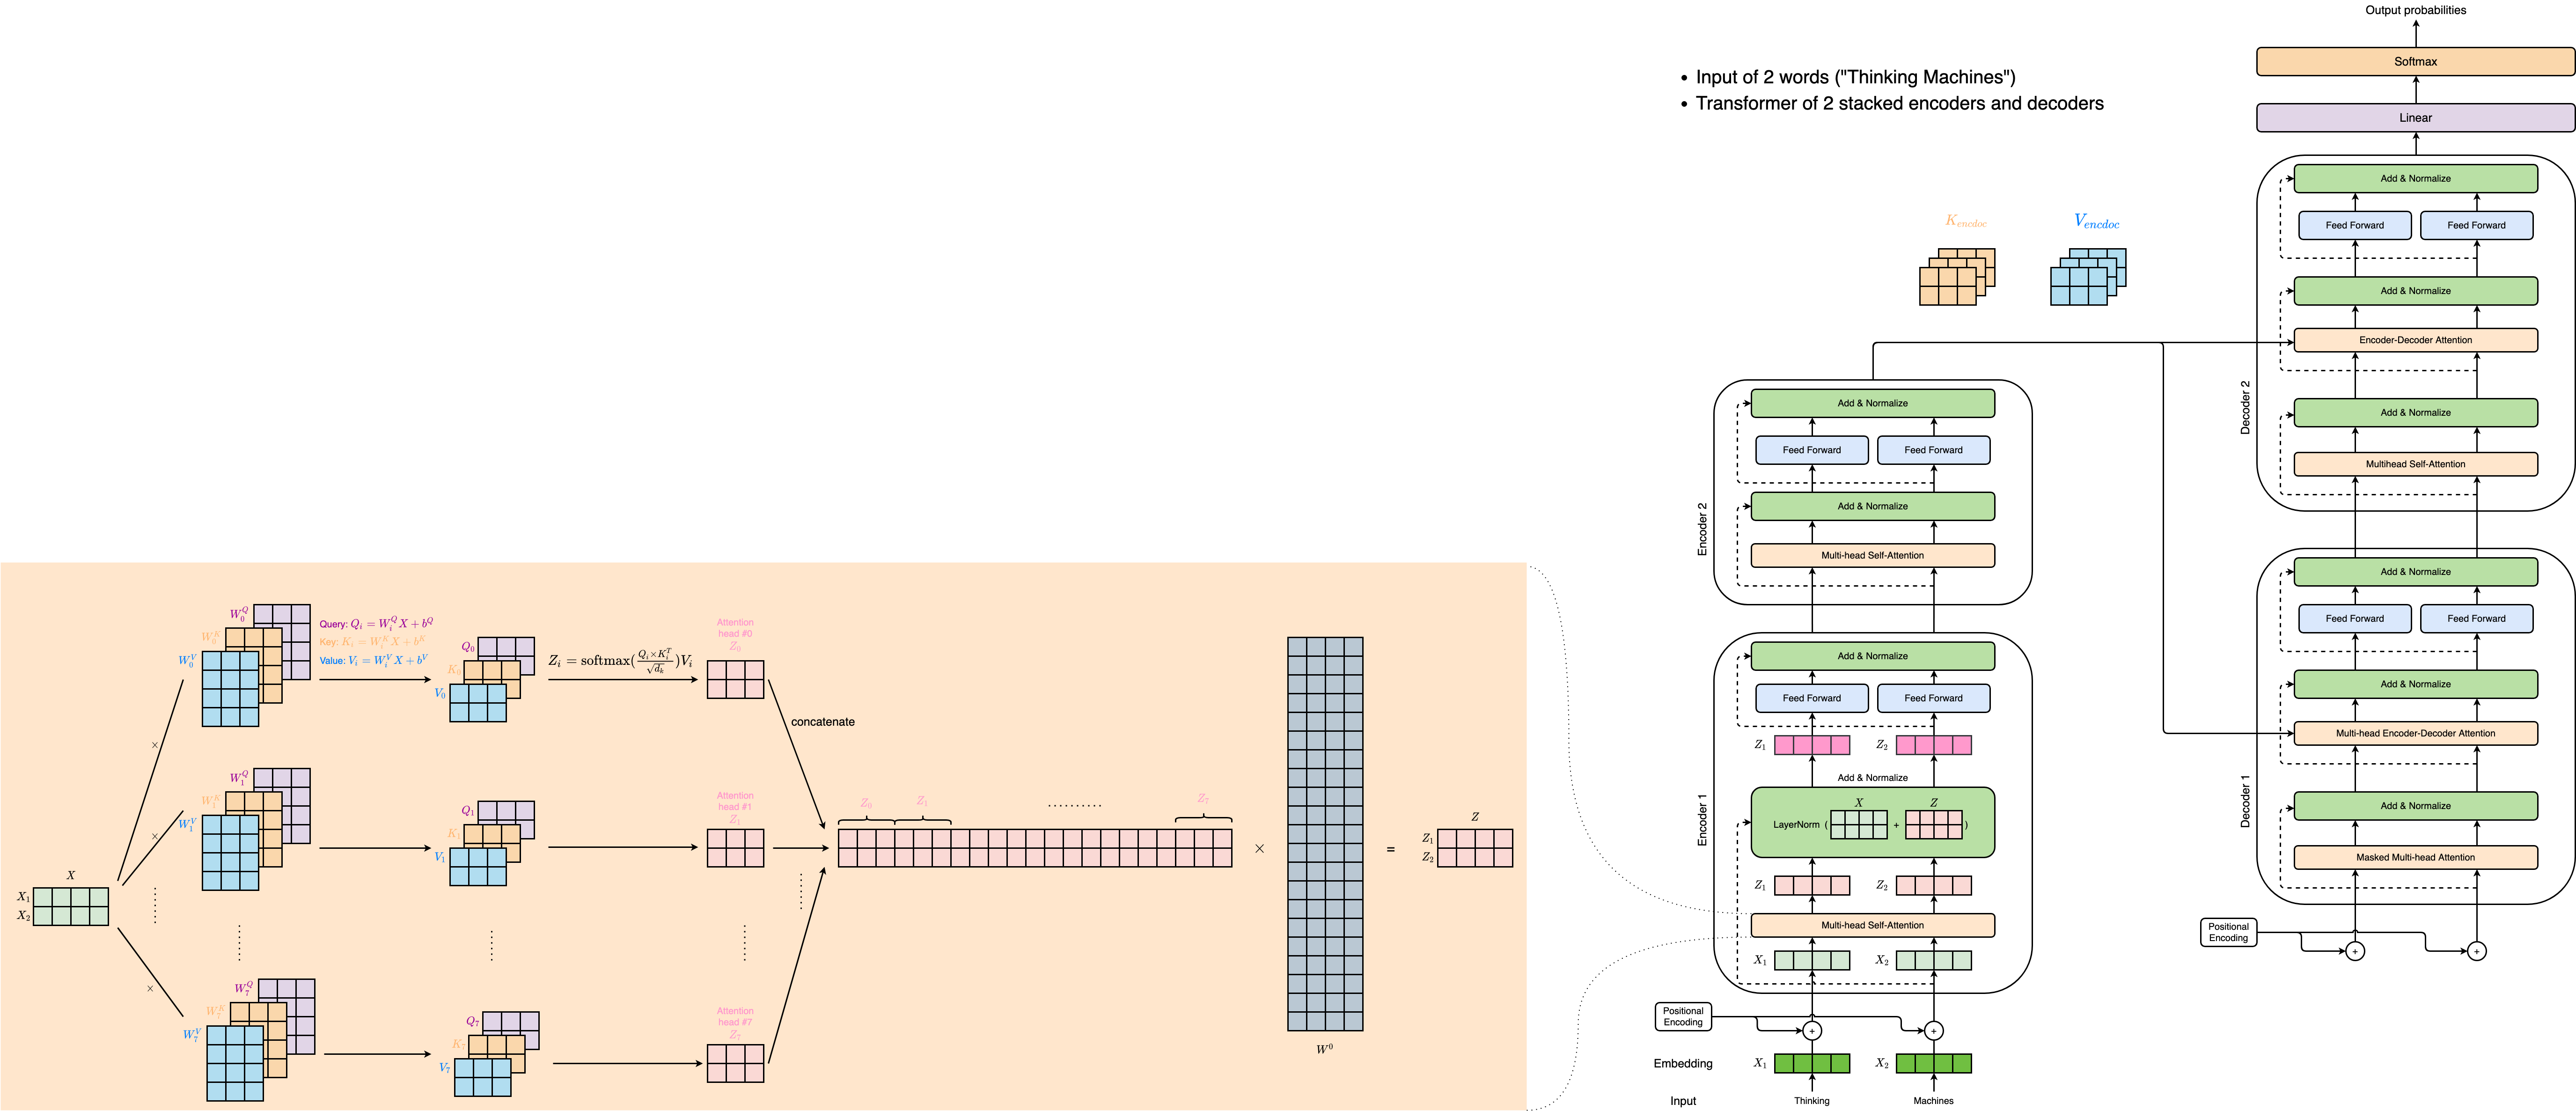 Output probabilities
Softmax
Linear
• Input of 2 words ("Thinking Machines")
• Transformer of 2 stacked encoders and decoders
K_{encdoc}
V_{encdoc}
Decoder 2
Add & Normalize
Feed Forward
Feed Forward
Add & Normalize
Encoder-Decoder Attention
Add & Normalize
Multihead Self-Attention
Decoder 1
Add & Normalize
Feed Forward
Feed Forward
Add & Normalize
Multi-head Encoder-Decoder Attention
Add & Normalize
Masked Multi-head Attention
Positional
Encoding
+
+
Encoder 2
Add & Normalize
Feed Forward
Feed Forward
Add & Normalize
Multi-head Self-Attention
Encoder 1
Add & Normalize
Feed Forward
Feed Forward
Z_1
Z_2
Add & Normalize
X
Z
LayerNorm ( + )
Z_1
Z_2
Multi-head Self-Attention
X_1
X_2
Positional
Encoding
+
+
Embedding
X_1
X_2
Input
Thinking
Machines
X
X_1
X_2
×
×
×
W_0^Q
W_0^K
W_0^V
Query: Q_i = W_i^Q X + b^Q
Key: K_i = W_i^K X + b^K
Value: V_i = W_i^V X + b^V
Q_0
K_0
V_0
Z_i = softmax(\frac{Q_i × K_i^T}{\sqrt{d_k}})V_i
Attention
head #0
Z_0
concatenate
W_1^Q
W_1^K
W_1^V
Q_1
K_1
V_1
Attention
head #1
Z_1
W_7^Q
W_7^K
W_7^V
Q_7
K_7
V_7
Attention
head #7
Z_7
Z_0
Z_1
..........
Z_7
×
W^0
=
Z
Z_1
Z_2